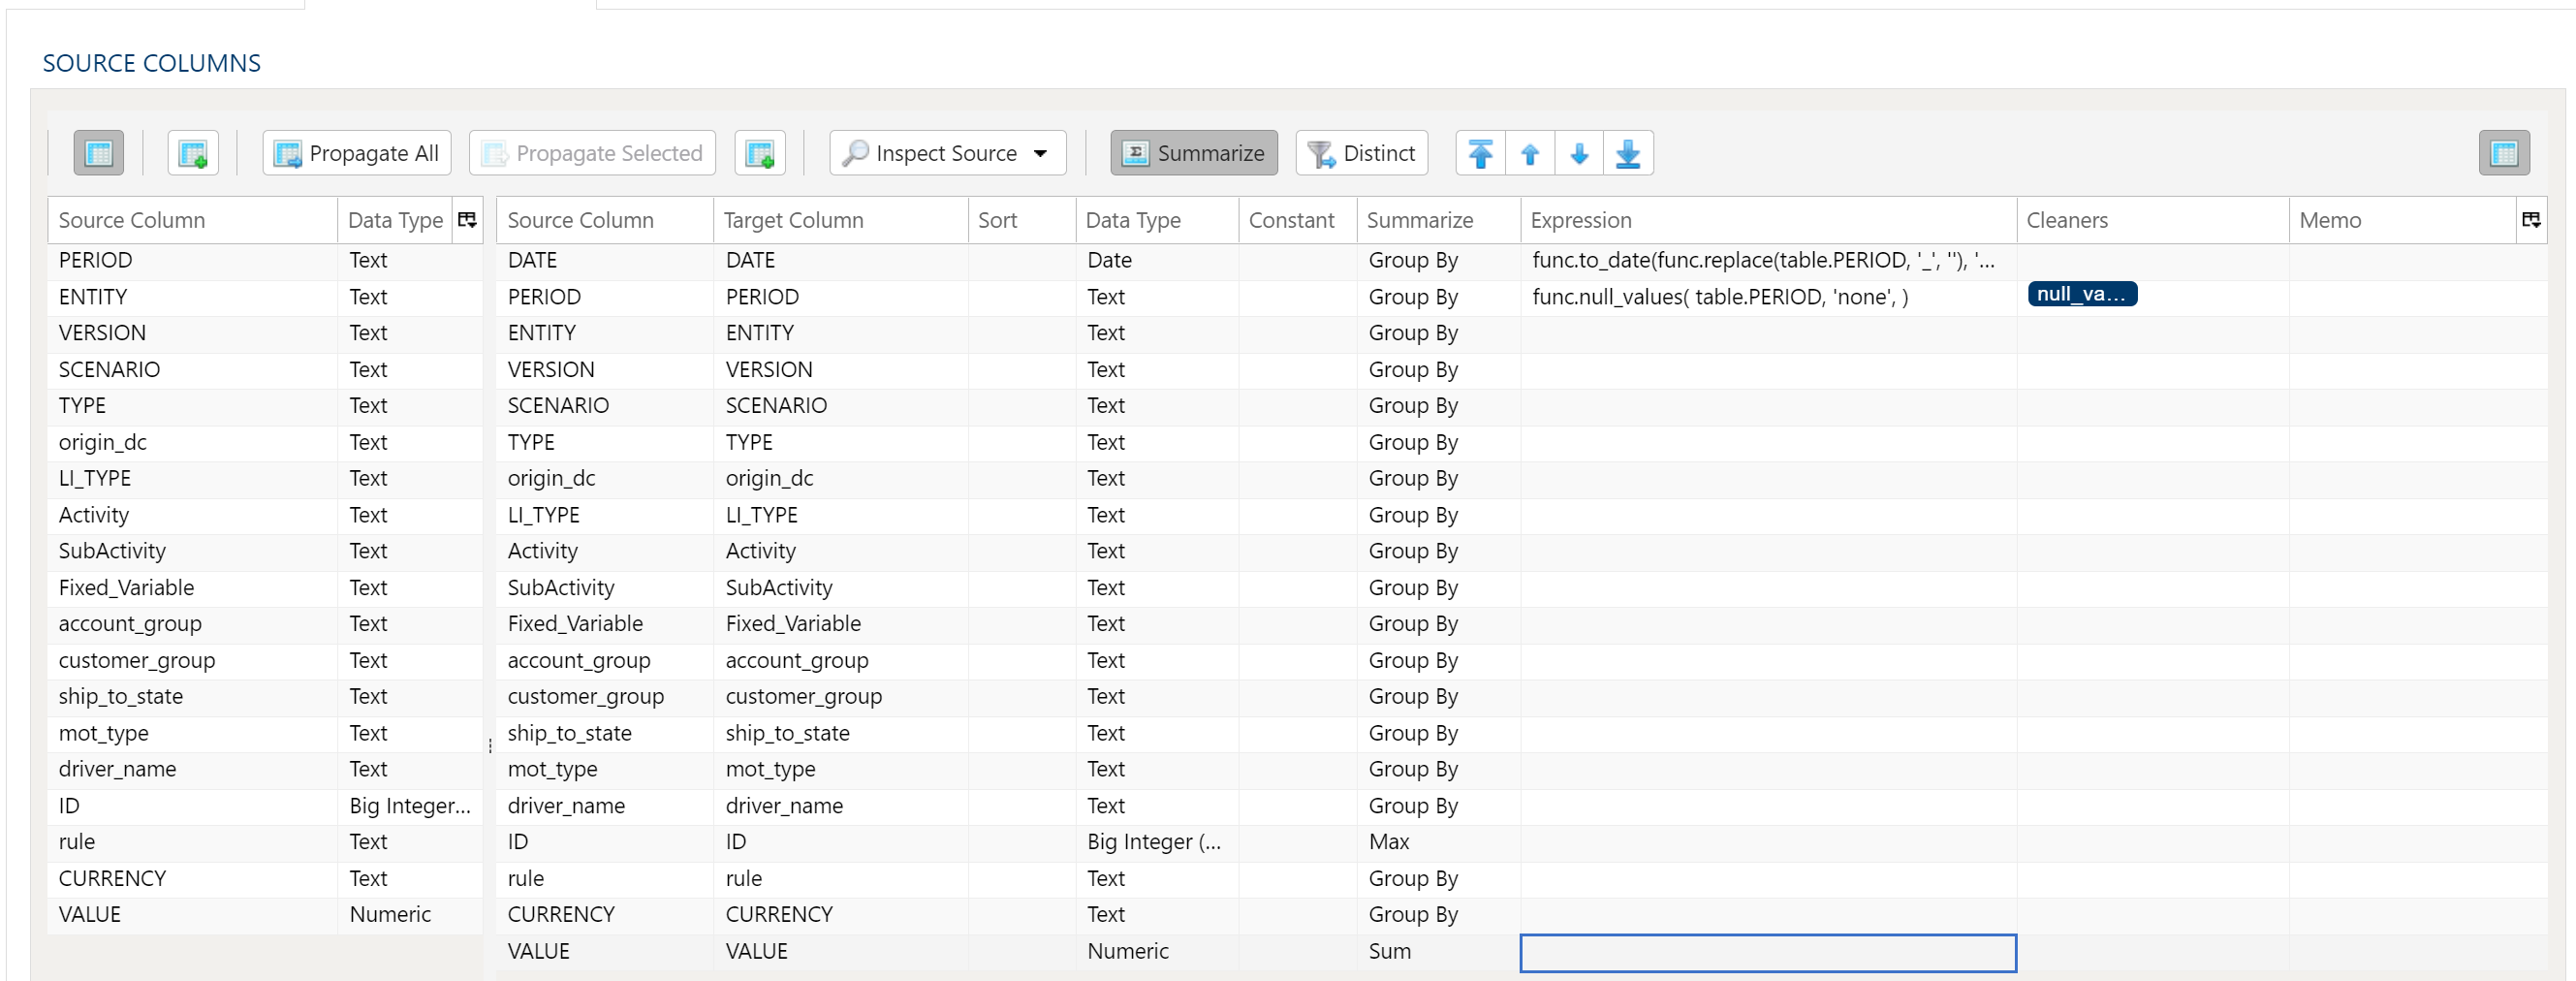 SOURCE COLUMNS
Propagate All Propagate Selected Inspect Source Summarize Distinct
Source Column Data Type Source Column Target Column Sort Data Type Constant Summarize Expression Cleaners Memo
PERIOD Text DATE DATE Date Group By func.to_date(func.replace(table.PERIOD, '_', ''), '...
ENTITY Text PERIOD PERIOD Text Group By func.null_values( table.PERIOD, 'none', ) null_va...
VERSION Text ENTITY ENTITY Text Group By
SCENARIO Text VERSION VERSION Text Group By
TYPE Text SCENARIO SCENARIO Text Group By
origin_dc Text TYPE TYPE Text Group By
LI_TYPE Text origin_dc origin_dc Text Group By
Activity Text LI_TYPE LI_TYPE Text Group By
SubActivity Text Activity Activity Text Group By
Fixed_Variable Text SubActivity SubActivity Text Group By
account_group Text Fixed_Variable Fixed_Variable Text Group By
customer_group Text account_group account_group Text Group By
ship_to_state Text customer_group customer_group Text Group By
mot_type Text ship_to_state ship_to_state Text Group By
driver_name Text mot_type mot_type Text Group By
ID Big Integer... driver_name driver_name Text Group By
rule Text ID ID Big Integer (... Max
CURRENCY Text rule rule Text Group By
VALUE Numeric CURRENCY CURRENCY Text Group By
VALUE VALUE Numeric Sum